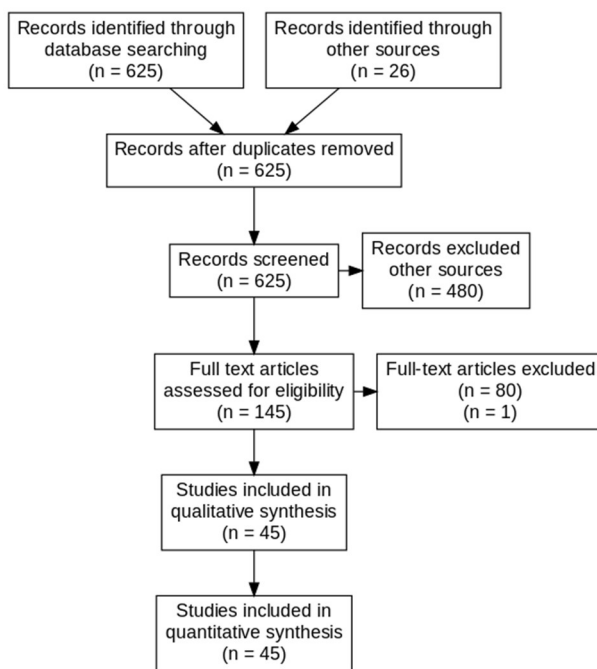 Records identified through
database searching
(n = 625)
Records identified through
other sources
(n = 26)
Records after duplicates removed
(n = 625)
Records screened
(n = 625)
Records excluded
other sources
(n = 480)
Full text articles
assessed for eligibility
(n = 145)
Full-text articles excluded
(n = 80)
(n = 1)
Studies included in
qualitative synthesis
(n = 45)
Studies included in
quantitative synthesis
(n = 45)